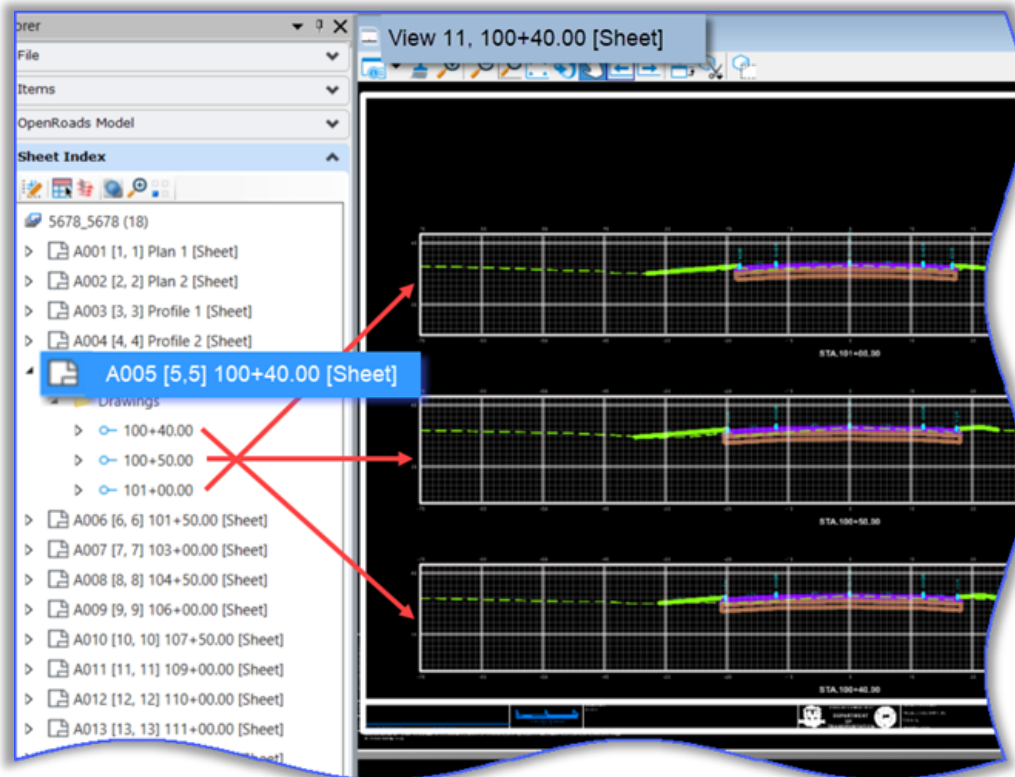 orer
File
Items
OpenRoads Model
Sheet Index
5678_5678 (18)
A001 [1, 1] Plan 1 [Sheet]
A002 [2, 2] Plan 2 [Sheet]
A003 [3, 3] Profile 1 [Sheet]
A004 [4, 4] Profile 2 [Sheet]
A005 [5,5] 100+40.00 [Sheet]
Drawings
100+40.00
100+50.00
101+00.00
A006 [6, 6] 101+50.00 [Sheet]
A007 [7, 7] 103+00.00 [Sheet]
A008 [8, 8] 104+50.00 [Sheet]
A009 [9, 9] 106+00.00 [Sheet]
A010 [10, 10] 107+50.00 [Sheet]
A011 [11, 11] 109+00.00 [Sheet]
A012 [12, 12] 110+00.00 [Sheet]
A013 [13, 13] 111+00.00 [Sheet]
View 11, 100+40.00 [Sheet]
STA.101+00.00
STA.100+50.00
STA.100+40.00
DEPARTMENT
OF